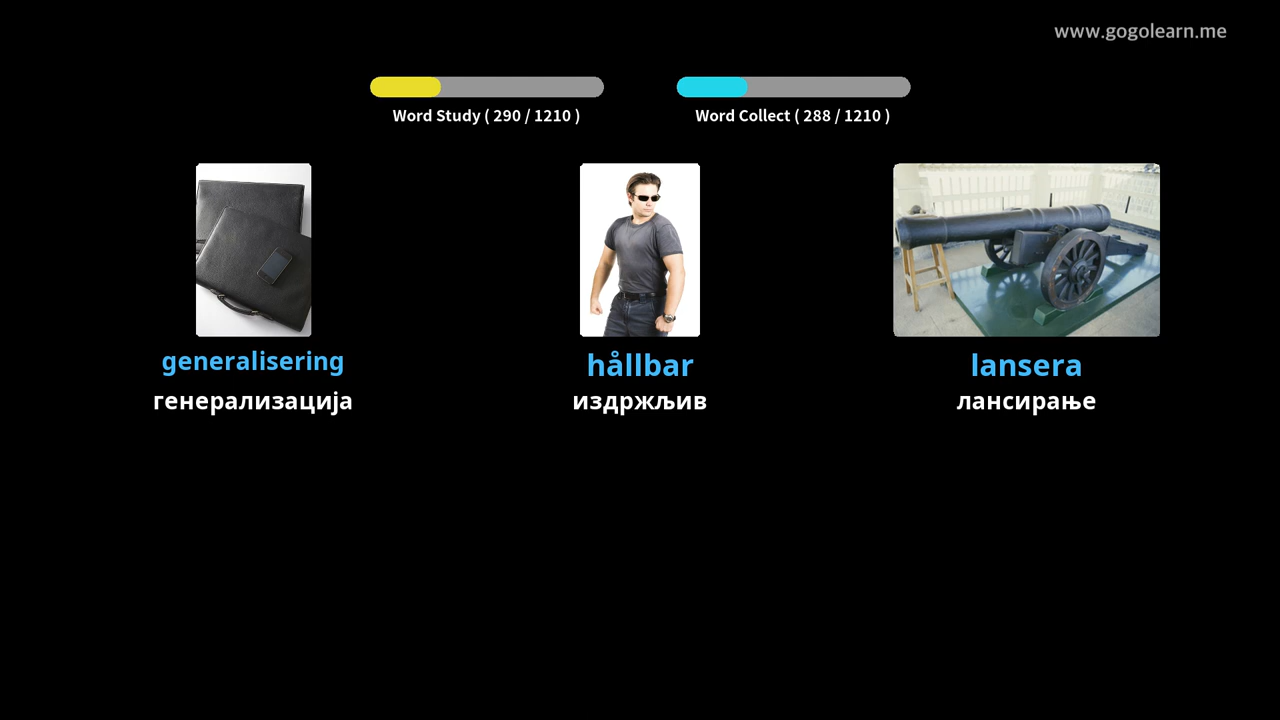 www.gogolearn.me
Word Study ( 290 / 1210 )
Word Collect ( 288 / 1210 )
generalisering
генерализација
hållbar
издржљив
lansera
лансирање